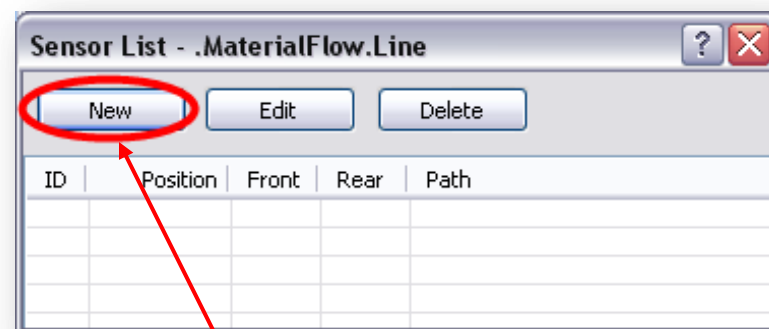 Sensor List - .MaterialFlow.Line ?
New Edit Delete
ID Position Front Rear Path